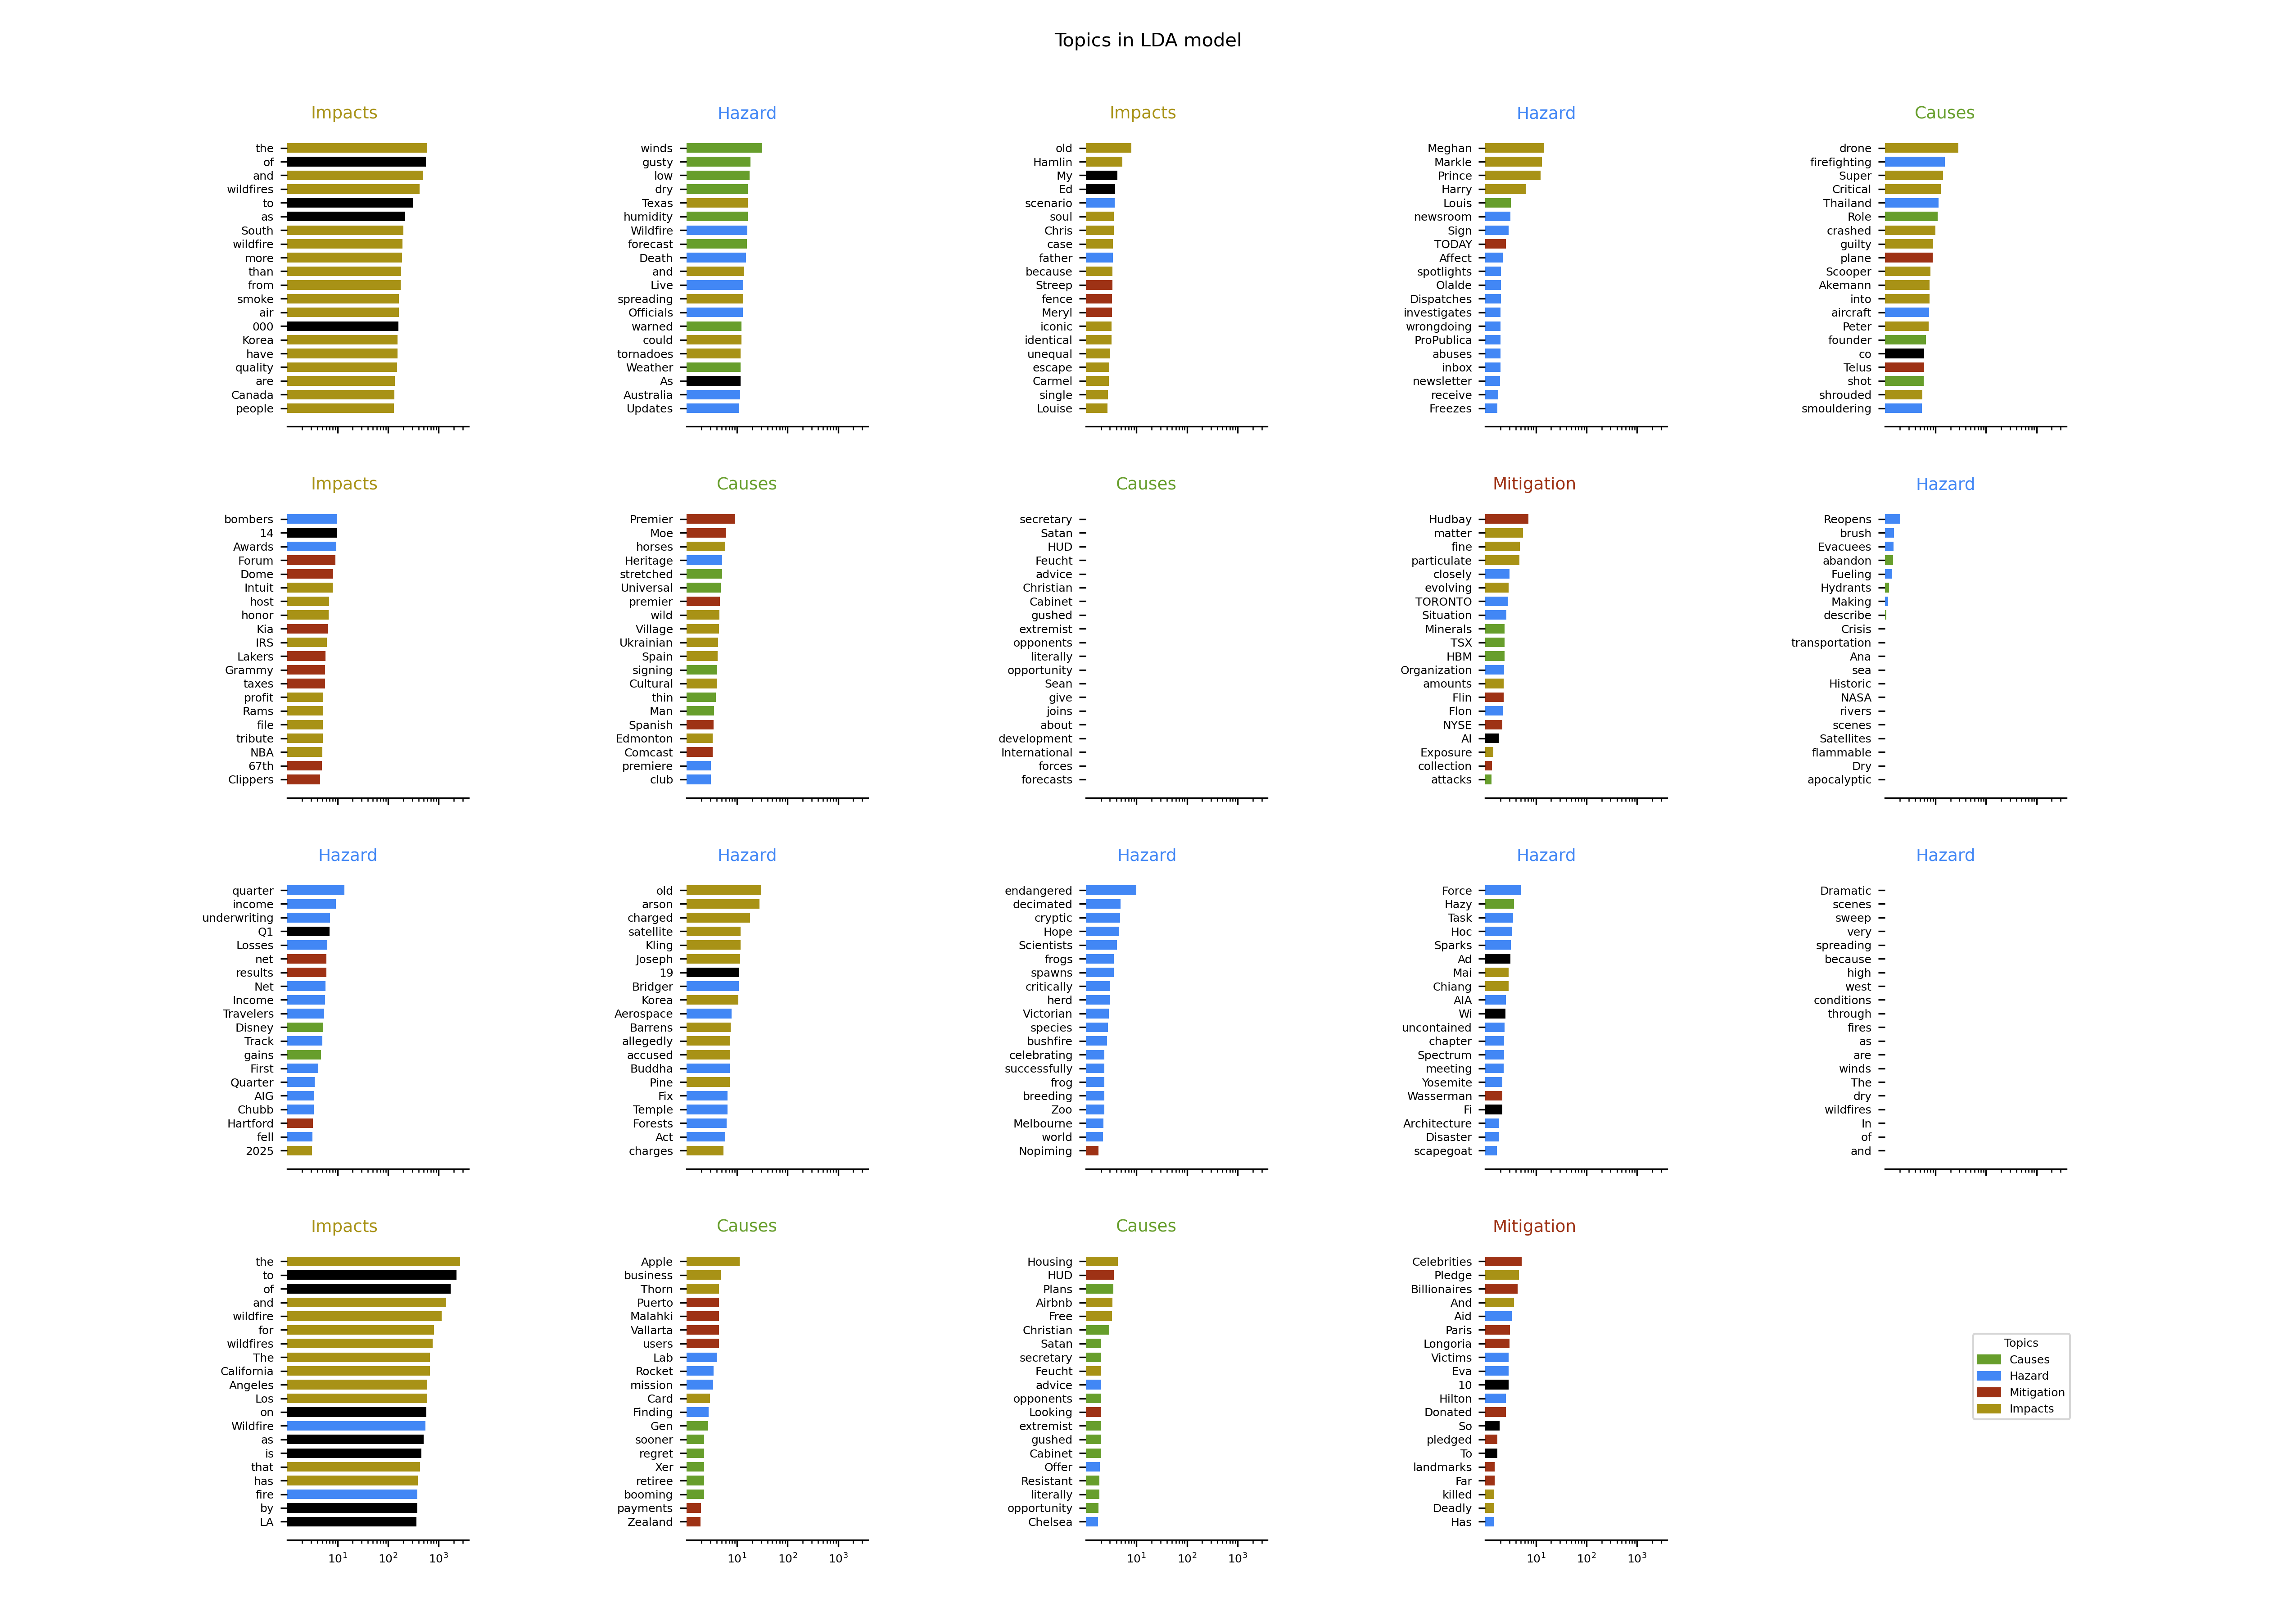 Topics in LDA model
Impacts
the
of
and
wildfires
to
as
South
wildfire
more
than
from
smoke
air
000
Korea
have
quality
are
Canada
people
Hazard
winds
gusty
low
dry
Texas
humidity
Wildfire
forecast
Death
and
Live
spreading
Officials
warned
could
tornadoes
Weather
As
Australia
Updates
Impacts
old
Hamlin
My
Ed
scenario
soul
Chris
case
father
because
Streep
fence
Meryl
iconic
identical
unequal
escape
Carmel
single
Louise
Hazard
Meghan
Markle
Prince
Harry
Louis
newsroom
Sign
TODAY
Affect
spotlights
Olalde
Dispatches
investigates
wrongdoing
ProPublica
abuses
inbox
newsletter
receive
Freezes
Causes
drone
firefighting
Super
Critical
Thailand
Role
crashed
guilty
plane
Scooper
Akemann
into
aircraft
Peter
founder
co
Telus
shot
shrouded
smouldering
Impacts
bombers
14
Awards
Forum
Dome
Intuit
host
honor
Kia
IRS
Lakers
Grammy
taxes
profit
Rams
file
tribute
NBA
67th
Clippers
Causes
Premier
Moe
horses
Heritage
stretched
Universal
premier
wild
Village
Ukrainian
Spain
signing
Cultural
thin
Man
Spanish
Edmonton
Comcast
premiere
club
Causes
secretary
Satan
HUD
Feucht
advice
Christian
Cabinet
gushed
extremist
opponents
literally
opportunity
Sean
give
joins
about
development
International
forces
forecasts
Mitigation
Hudbay
matter
fine
particulate
closely
evolving
TORONTO
Situation
Minerals
TSX
HBM
Organization
amounts
Flin
Flon
NYSE
AI
Exposure
collection
attacks
Hazard
Reopens
brush
Evacuees
abandon
Fueling
Hydrants
Making
describe
Crisis
transportation
Ana
sea
Historic
NASA
rivers
scenes
Satellites
flammable
Dry
apocalyptic
Hazard
quarter
income
underwriting
Q1
Losses
net
results
Net
Income
Travelers
Disney
Track
gains
First
Quarter
AIG
Chubb
Hartford
fell
2025
Hazard
old
arson
charged
satellite
Kling
Joseph
19
Bridger
Korea
Aerospace
Barrens
allegedly
accused
Buddha
Pine
Fix
Temple
Forests
Act
charges
Hazard
endangered
decimated
cryptic
Hope
Scientists
frogs
spawns
critically
herd
Victorian
species
bushfire
celebrating
successfully
frog
breeding
Zoo
Melbourne
world
Nopiming
Hazard
Force
Hazy
Task
Hoc
Sparks
Ad
Mai
Chiang
AIA
Wi
uncontained
chapter
Spectrum
meeting
Yosemite
Wasserman
Fi
Architecture
Disaster
scapegoat
Hazard
Dramatic
scenes
sweep
very
spreading
because
high
west
conditions
through
fires
as
are
winds
The
dry
wildfires
In
of
and
Impacts
the
to
of
and
wildfire
for
wildfires
The
California
Angeles
Los
on
Wildfire
as
is
that
has
fire
by
LA
10¹ 10² 10³
Causes
Apple
business
Thorn
Puerto
Malahki
Vallarta
users
Lab
Rocket
mission
Card
Finding
Gen
sooner
regret
Xer
retiree
booming
payments
Zealand
10¹ 10² 10³
Causes
Housing
HUD
Plans
Airbnb
Free
Christian
Satan
secretary
Feucht
advice
opponents
Looking
extremist
gushed
Cabinet
Offer
Resistant
literally
opportunity
Chelsea
10¹ 10² 10³
Mitigation
Celebrities
Pledge
Billionaires
And
Aid
Paris
Longoria
Victims
Eva
10
Hilton
Donated
So
pledged
To
landmarks
Far
killed
Deadly
Has
10¹ 10² 10³
Topics
Causes
Hazard
Mitigation
Impacts